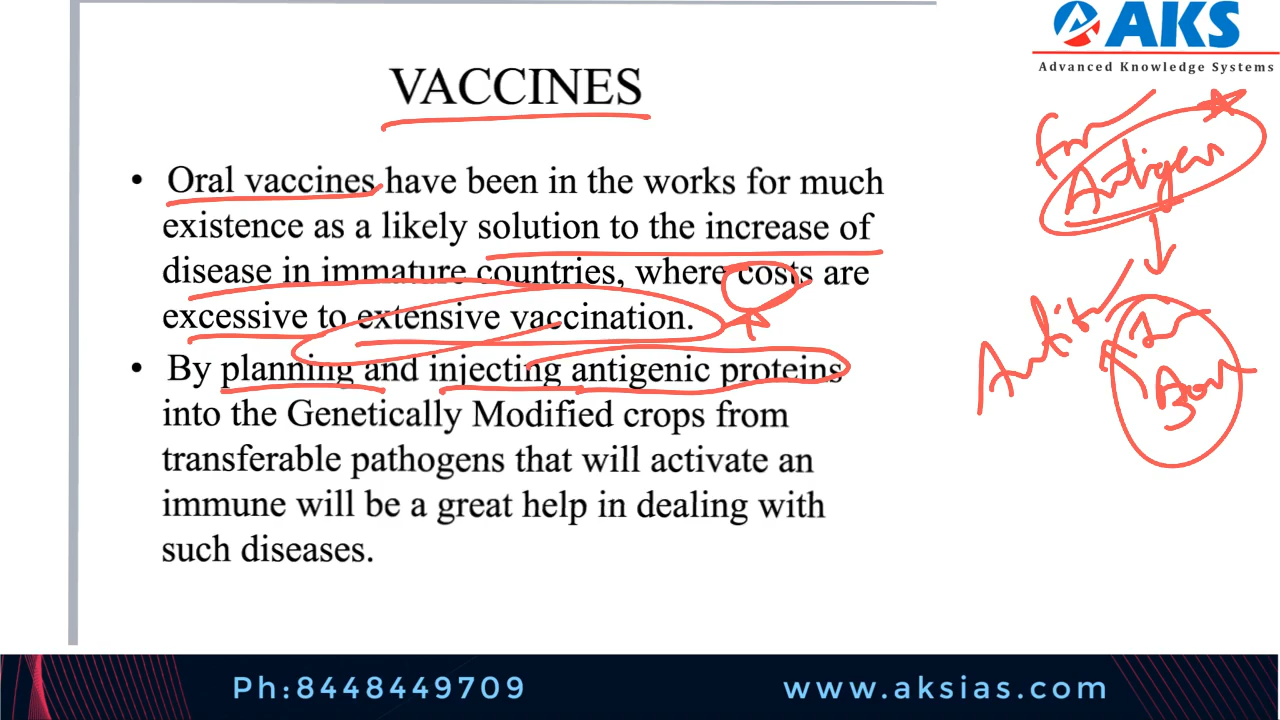 AKS
Advanced Knowledge Systems
VACCINES
• Oral vaccines have been in the works for much
existence as a likely solution to the increase of
disease in immature countries, where costs are
excessive to extensive vaccination.
• By planning and injecting antigenic proteins
into the Genetically Modified crops from
transferable pathogens that will activate an
immune will be a great help in dealing with
such diseases.
Antigen
Ph:8448449709
www.aksias.com